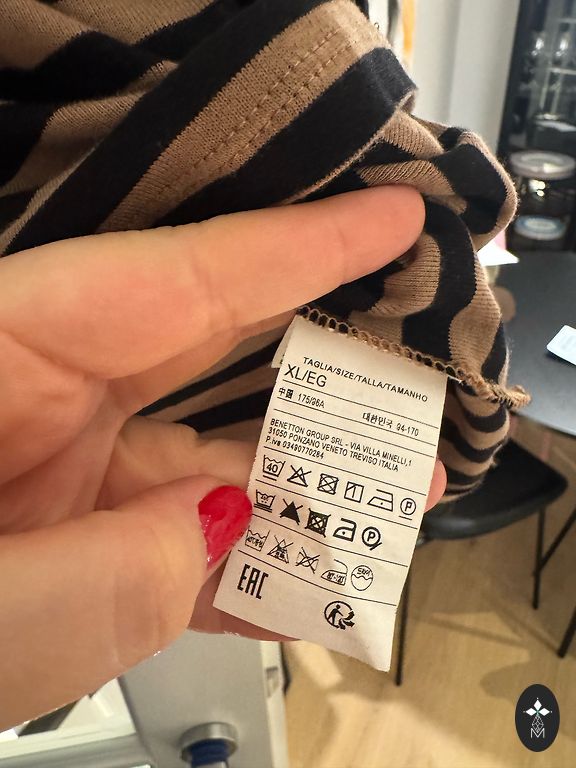 TAGLIA/SIZE/TALLA/TAMANHO
XL/EG
中國 175/96A 대한민국 94-170
BENETTON GROUP SRL - VIA VILLA MINELLI,1
31050 PONZANO VENETO TREVISO ITALIA
P.iva 03490770264
40 P
P
EAC
M